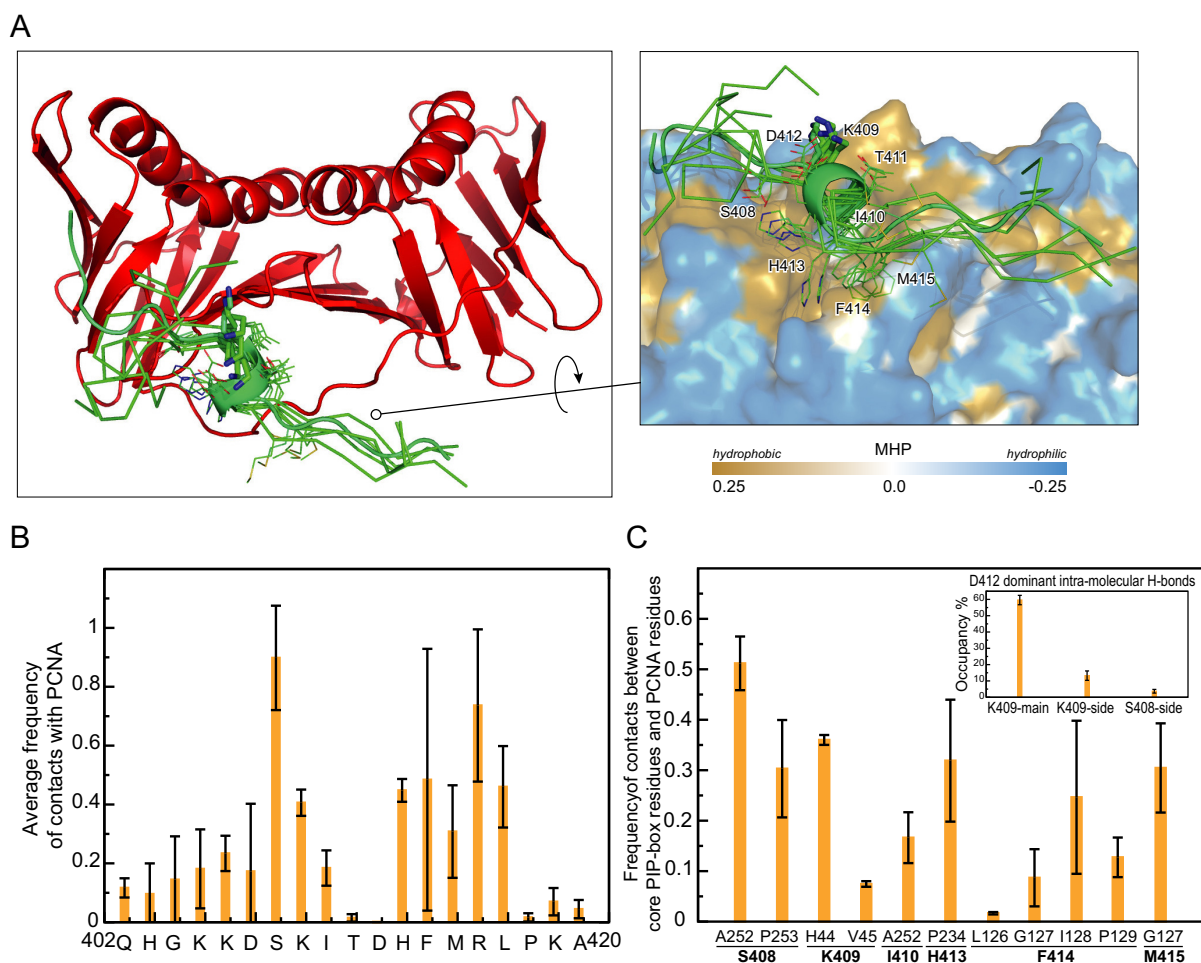 A
D412
K409
T411
S408
I410
H413
M415
F414
hydrophobic MHP hydrophilic
0.25 0.0 -0.25
B
Average frequency
of contacts with PCNA
1
0.8
0.6
0.4
0.2
0
402Q H G K K D S K I T D H F M R L P K A420
C
Frequencyof contacts between
core PIP-box residues and PCNA residues
0.7
0.6
0.5
0.4
0.3
0.2
0.1
0
D412 dominant intra-molecular H-bonds
Occupancy %
60
50
40
30
20
10
0
K409-main K409-side S408-side
A252 P253 H44 V45 A252 P234 L126 G127 I128 P129 G127
S408 K409 I410 H413 F414 M415